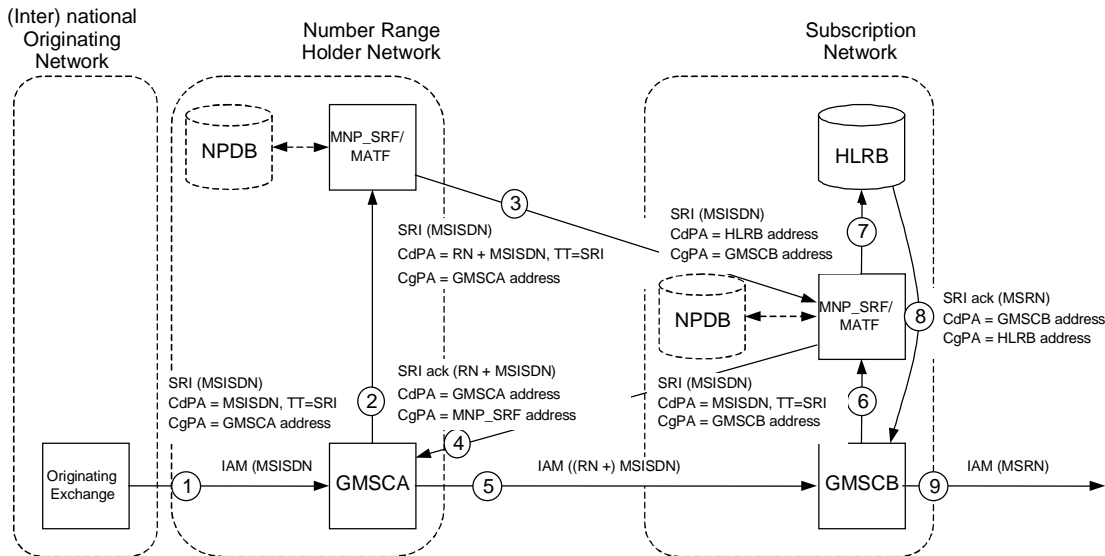 (Inter) national
Originating
Network
Number Range
Holder Network
Subscription
Network
NPDB
MNP_SRF/
MATF
HLRB
3
SRI (MSISDN)
CdPA = RN + MSISDN, TT=SRI
CgPA = GMSCA address
SRI (MSISDN)
CdPA = HLRB address
CgPA = GMSCB address
7
NPDB
MNP_SRF/
MATF
8
SRI ack (MSRN)
CdPA = GMSCB address
CgPA = HLRB address
SRI (MSISDN)
CdPA = MSISDN, TT=SRI
CgPA = GMSCA address
2
SRI ack (RN + MSISDN)
CdPA = GMSCA address
CgPA = MNP_SRF address
4
SRI (MSISDN)
CdPA = MSISDN, TT=SRI
CgPA = GMSCB address
6
Originating
Exchange
1
IAM (MSISDN
GMSCA
5
IAM ((RN +) MSISDN)
GMSCB
9
IAM (MSRN)